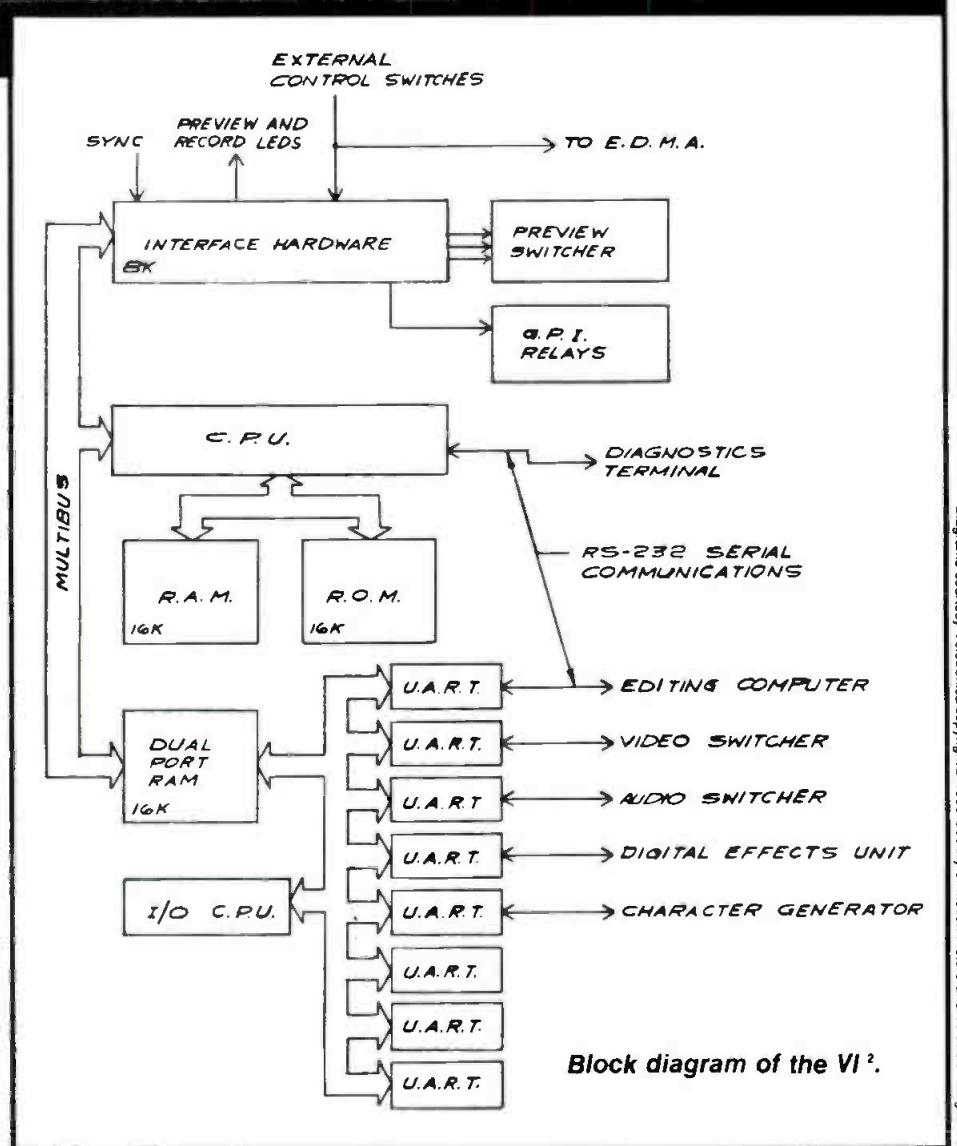 EXTERNAL
CONTROL SWITCHES
PREVIEW AND
RECORD LEDS
SYNC
TO E.D.M.A.
INTERFACE HARDWARE
8K
PREVIEW
SWITCHER
G.P.I.
RELAYS
C.P.U.
DIAGNOSTICS
TERMINAL
MULTIBUS
RS-232 SERIAL
COMMUNICATIONS
R.A.M.
16K
R.O.M.
16K
U.A.R.T.
EDITING COMPUTER
DUAL
PORT
RAM
16K
U.A.R.T.
VIDEO SWITCHER
U.A.R.T.
AUDIO SWITCHER
U.A.R.T.
DIGITAL EFFECTS UNIT
I/O C.P.U.
U.A.R.T.
CHARACTER GENERATOR
U.A.R.T.
U.A.R.T.
U.A.R.T.
Block diagram of the VI².